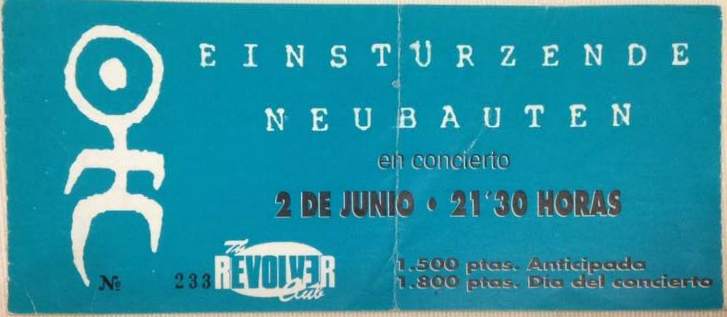 EINSTURZENDE
NEUBAUTEN
en concierto
2 DE JUNIO • 21'30 HORAS
The
REVOLVER
Club
Nº 233
1.500 ptas. Anticipada
1.800 ptas. Dia del concierto